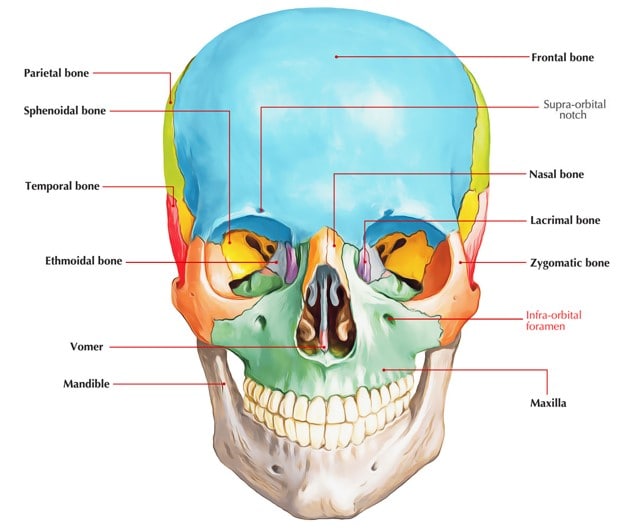 Parietal bone
Sphenoidal bone
Temporal bone
Ethmoidal bone
Vomer
Mandible
Frontal bone
Supra-orbital
notch
Nasal bone
Lacrimal bone
Zygomatic bone
Infra-orbital
foramen
Maxilla